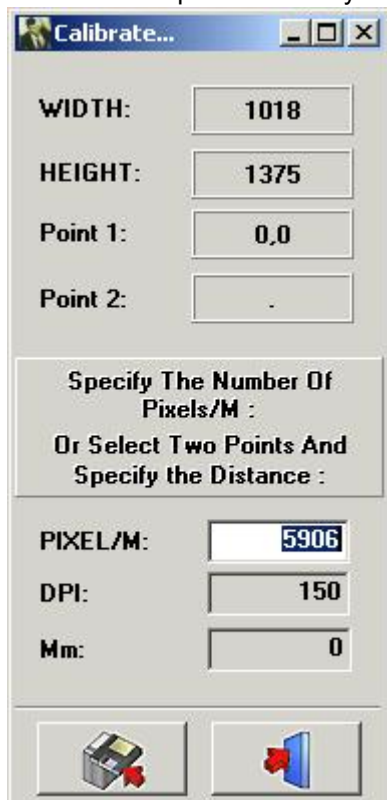 Calibrate...
WIDTH: 1018
HEIGHT: 1375
Point 1: 0,0
Point 2: .
Specify The Number Of
Pixels/M :
Or Select Two Points And
Specify the Distance :
PIXEL/M: 5906
DPI: 150
Mm: 0